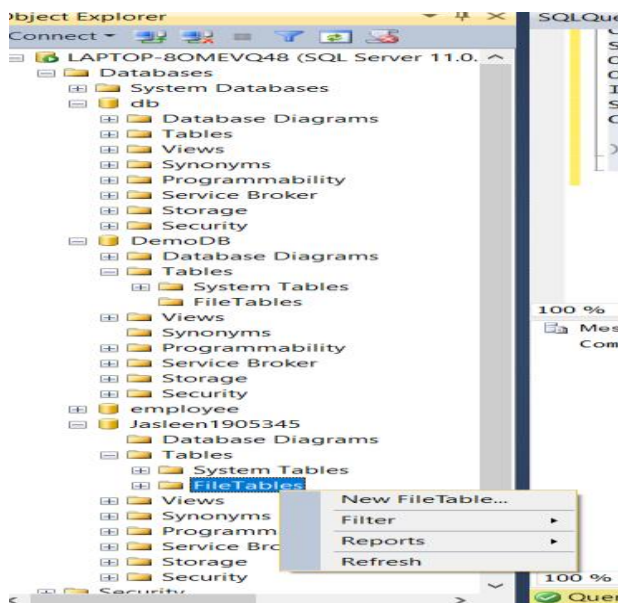 Object Explorer
Connect
LAPTOP-8OMEVQ48 (SQL Server 11.0.
Databases
System Databases
db
Database Diagrams
Tables
Views
Synonyms
Programmability
Service Broker
Storage
Security
DemoDB
Database Diagrams
Tables
System Tables
FileTables
Views
Synonyms
Programmability
Service Broker
Storage
Security
employee
Jasleen1905345
Database Diagrams
Tables
System Tables
FileTables
Views
Synonyms
Programm
Service Bro
Storage
Security
Security
New FileTable...
Filter
Reports
Refresh
SQLQue
100 %
Mes
Com
100 %
Quer